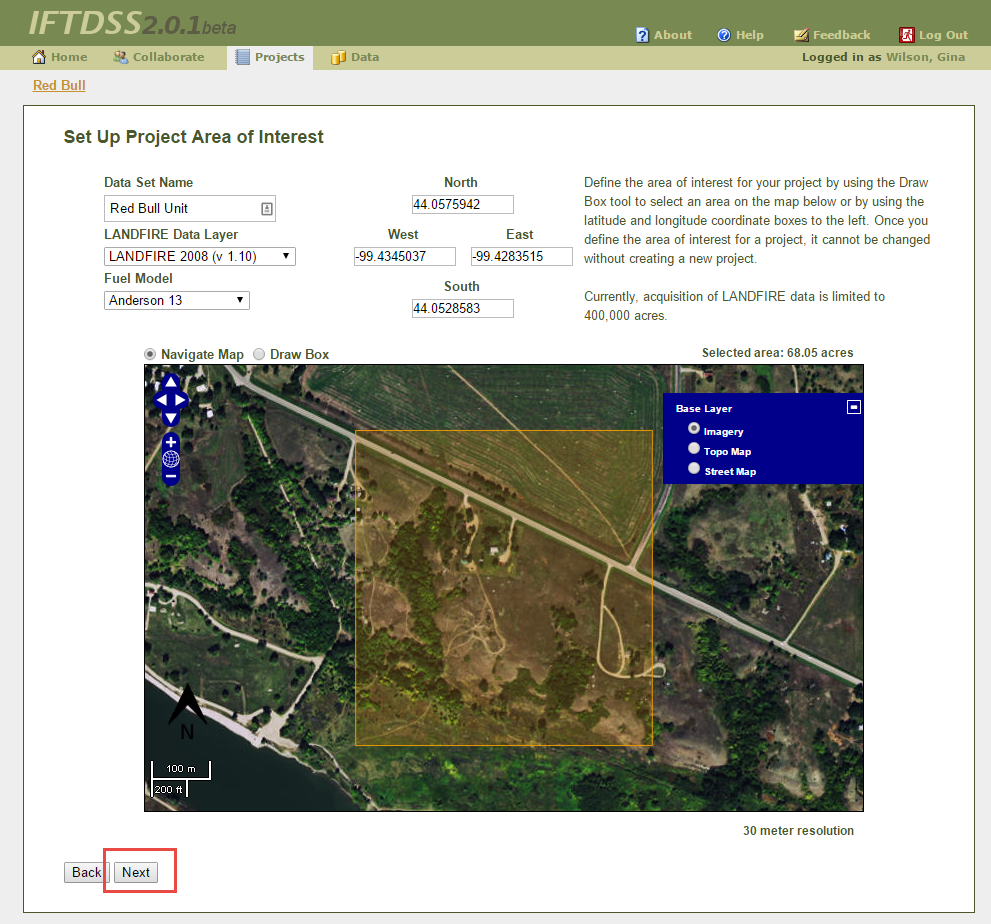 IFTDSS2.0.1beta
About Help Feedback Log Out
Home Collaborate Projects Data Logged in as Wilson, Gina
Red Bull
Set Up Project Area of Interest
Data Set Name
Red Bull Unit
LANDFIRE Data Layer
LANDFIRE 2008 (v 1.10)
Fuel Model
Anderson 13
North
44.0575942
West East
-99.4345037 -99.4283515
South
44.0528583
Define the area of interest for your project by using the Draw
Box tool to select an area on the map below or by using the
latitude and longitude coordinate boxes to the left. Once you
define the area of interest for a project, it cannot be changed
without creating a new project.
Currently, acquisition of LANDFIRE data is limited to
400,000 acres.
Navigate Map Draw Box Selected area: 68.05 acres
Base Layer
Imagery
Topo Map
Street Map
N
100 m
200 ft
30 meter resolution
Back Next